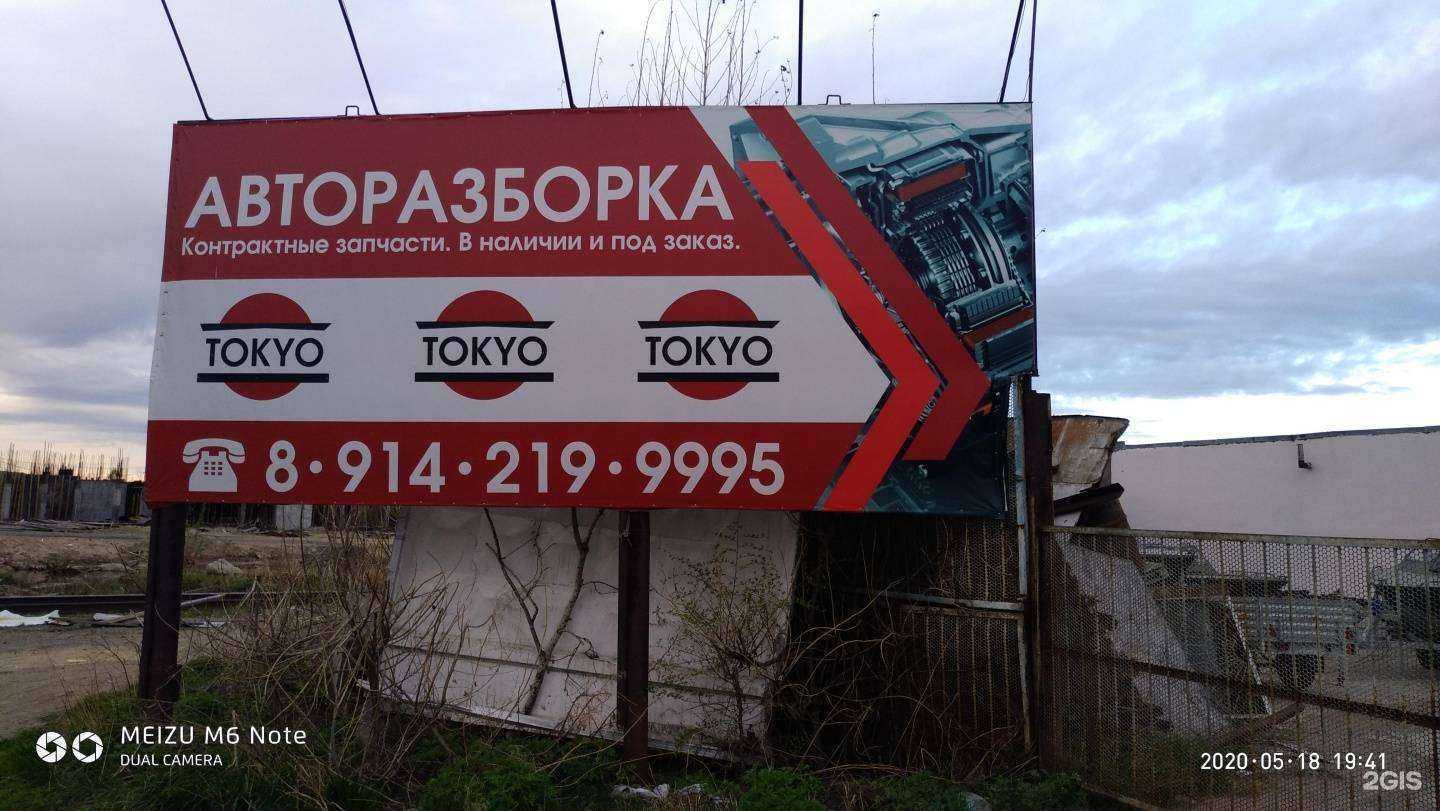 АВТОРАЗБОРКА
Контрактные запчасти. В наличии и под заказ.
TOKYO TOKYO TOKYO
8·914·219·9995
MEIZU M6 Note
DUAL CAMERA
2020·05·18 19:41
2GIS